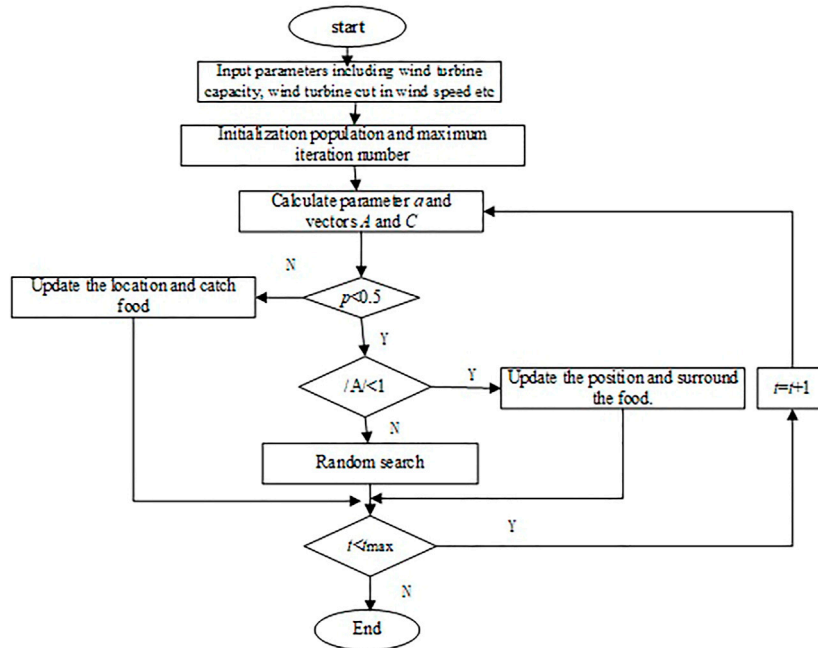 start
Input parameters including wind turbine
capacity, wind turbine cut in wind speed etc
Initialization population and maximum
iteration number
Calculate parameter a and
vectors A and C
N
Update the location and catch
food
p<0.5
Y
/A/<1
Y
Update the position and surround
the food.
t=t+1
N
Random search
t<tmax
Y
N
End